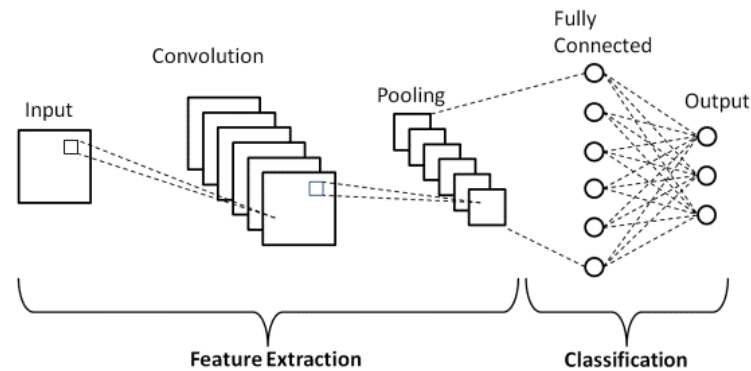 Input
Convolution
Pooling
Fully
Connected
Output
Feature Extraction
Classification